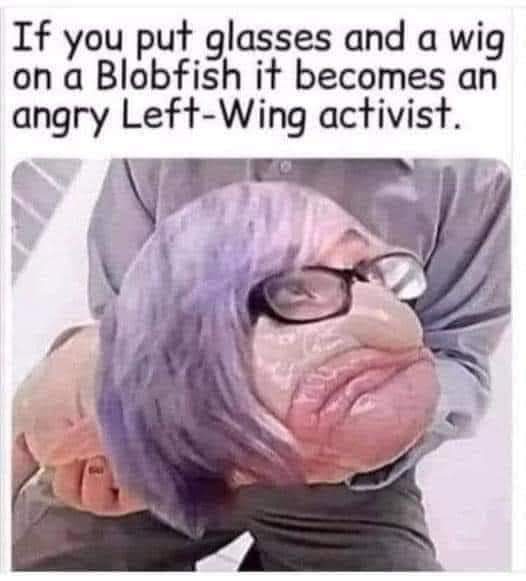 If you put glasses and a wig
on a Blobfish it becomes an
angry Left-Wing activist.